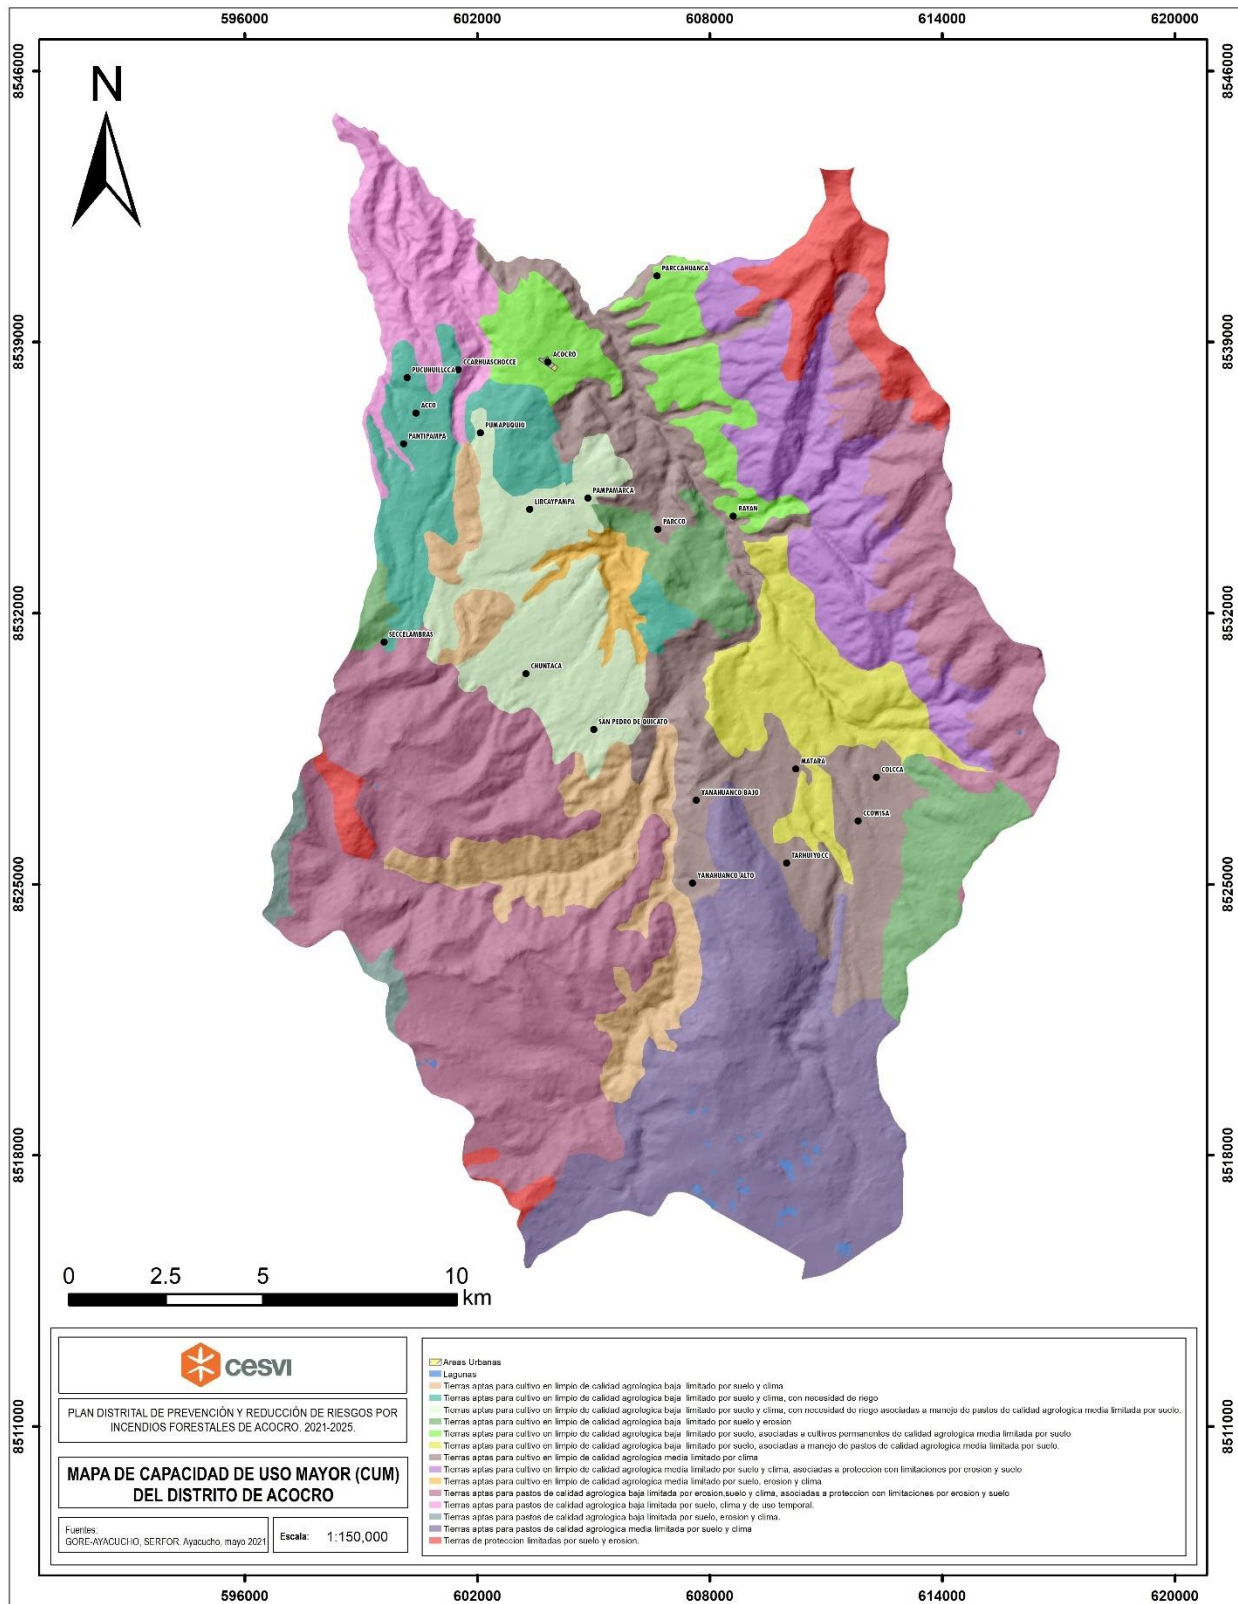 596000 602000 608000 614000 620000
8546000 8546000
N
PARCCAHUANCA
8539000 8539000
ACOCRO
CCARHUASCHOCCE
PUCUHUILLCCA
ACCO
PUMAPUQUIO
PANTIPAMPA
PAMPAMARCA
LIRCAYPAMPA
RAYAN
PARCCO
8532000 8532000
SECCELAMBRAS
CHUNTACA
SAN PEDRO DE QUICATO
MATARA
COLCCA
YANAHUANCO BAJO
CCOWISA
TARHUIYOCC
YANAHUANCO ALTO
8525000 8525000
8518000 8518000
0 2.5 5 10
km
cesvi
PLAN DISTRITAL DE PREVENCIÓN Y REDUCCIÓN DE RIESGOS POR
INCENDIOS FORESTALES DE ACOCRO. 2021-2025.
MAPA DE CAPACIDAD DE USO MAYOR (CUM)
DEL DISTRITO DE ACOCRO
Fuentes:
GORE-AYACUCHO, SERFOR. Ayacucho, mayo 2021
Escala: 1:150,000
Areas Urbanas
Lagunas
Tierras aptas para cultivo en limpio de calidad agrologica baja limitado por suelo y clima
Tierras aptas para cultivo en limpio de calidad agrologica baja limitado por suelo y clima, con necesidad de riego
Tierras aptas para cultivo en limpio de calidad agrologica baja limitado por suelo y clima, con necesidad de riego asociadas a manejo de pastos de calidad agrologica media limitada por suelo.
Tierras aptas para cultivo en limpio de calidad agrologica baja limitado por suelo y erosion
Tierras aptas para cultivo en limpio de calidad agrologica baja limitado por suelo, asociadas a cultivos permanentes de calidad agrologica media limitada por suelo
Tierras aptas para cultivo en limpio de calidad agrologica baja limitado por suelo, asociadas a manejo de pastos de calidad agrologica media limitada por suelo.
Tierras aptas para cultivo en limpio de calidad agrologica media limitado por clima
Tierras aptas para cultivo en limpio de calidad agrologica media limitado por suelo y clima, asociadas a proteccion con limitaciones por erosion y suelo
Tierras aptas para cultivo en limpio de calidad agrologica media limitado por suelo, erosion y clima
Tierras aptas para pastos de calidad agrologica baja limitada por erosion,suelo y clima, asociadas a proteccion con limitaciones por erosion y suelo
Tierras aptas para pastos de calidad agrologica baja limitada por suelo, clima y de uso temporal.
Tierras aptas para pastos de calidad agrologica baja limitada por suelo, erosion y clima.
Tierras aptas para pastos de calidad agrologica media limitada por suelo y clima
Tierras de proteccion limitadas por suelo y erosion.
8511000 8511000
596000 602000 608000 614000 620000